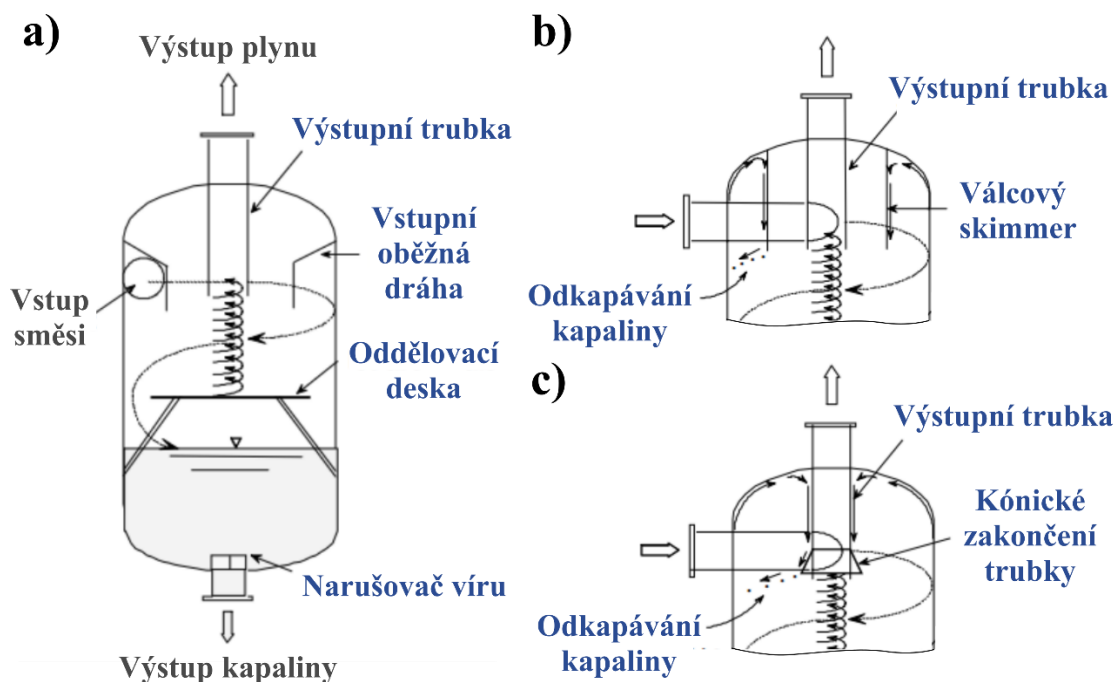 a)
Výstup plynu
Výstupní trubka
Vstupní
oběžná
dráha
Vstup
směsi
Oddělovací
deska
Narušovač víru
Výstup kapaliny
b)
Výstupní trubka
Válcový
skimmer
Odkapávání
kapaliny
c)
Výstupní trubka
Kónické
zakončení
trubky
Odkapávání
kapaliny